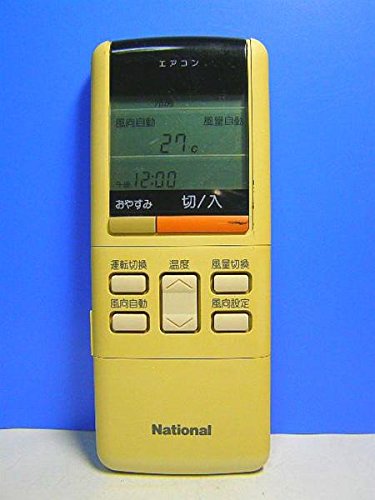 エアコン
冷房
風向自動 風量自動
27℃
午後 12:00
おやすみ 切/入
運転切換 温度 風量切換
風向自動 風向設定
National